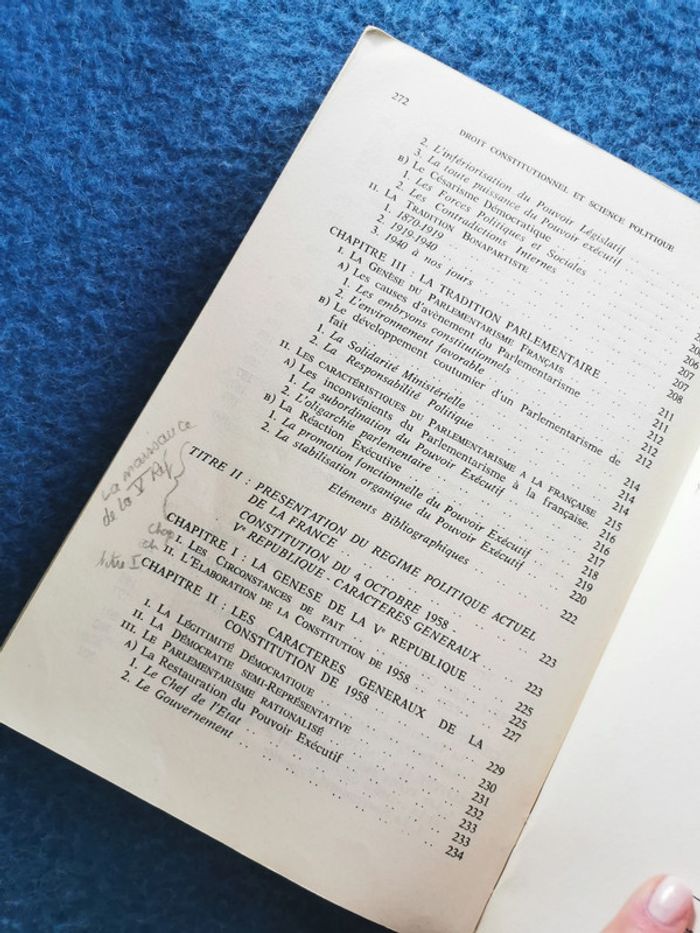 272
DROIT CONSTITUTIONNEL ET SCIENCE POLITIQUE
2. L'infériorisation du Pouvoir Législatif
3. La toute puissance du Pouvoir exécutif
B) Le Césarisme Démocratique
1. Les Forces Politiques et Sociales
2. Les Contradictions Internes
II. LA TRADITION BONAPARTISTE
1. 1870-1919 206
2. 1919-1940 207
3. 1940 à nos jours 207
CHAPITRE III : LA TRADITION PARLEMENTAIRE 208
I. LA GENÈSE DU PARLEMENTARISME FRANÇAIS 211
A) Les causes d'avènement du Parlementarisme 211
1. Les embryons constitutionnels 212
2. L'environnement favorable 212
B) Le développement coutumier d'un Parlementarisme de
fait 212
1. La Solidarité Ministérielle 214
2. La Responsabilité Politique 214
II. LES CARACTÉRISTIQUES DU PARLEMENTARISME A LA FRANÇAISE 215
A) Les inconvénients du Parlementarisme à la française 216
1. La subordination du Pouvoir Exécutif 216
2. L'oligarchie parlementaire 217
B) La Réaction Exécutive 218
1. La promotion fonctionnelle du Pouvoir Exécutif 219
2. La stabilisation organique du Pouvoir Exécutif 220
Eléments Bibliographiques 222
TITRE II : PRESENTATION DU REGIME POLITIQUE ACTUEL
DE LA FRANCE 223
CONSTITUTION DU 4 OCTOBRE 1958
Ve REPUBLIQUE - CARACTERES GENERAUX 223
CHAPITRE I : LA GENESE DE LA Ve REPUBLIQUE 225
I. LES CIRCONSTANCES DE FAIT 225
II. L'ELABORATION DE LA CONSTITUTION DE 1958 227
CHAPITRE II : LES CARACTERES GENERAUX DE LA
CONSTITUTION DE 1958 229
I. LA LÉGITIMITÉ DÉMOCRATIQUE 230
II. LA DÉMOCRATIE SEMI-REPRÉSENTATIVE 231
III. LE PARLEMENTARISME RATIONALISÉ 232
A) La Restauration du Pouvoir Exécutif 233
1. Le Chef de l'Etat 233
2. Le Gouvernement 234
La naissance
de la V Rép
chap
titre I